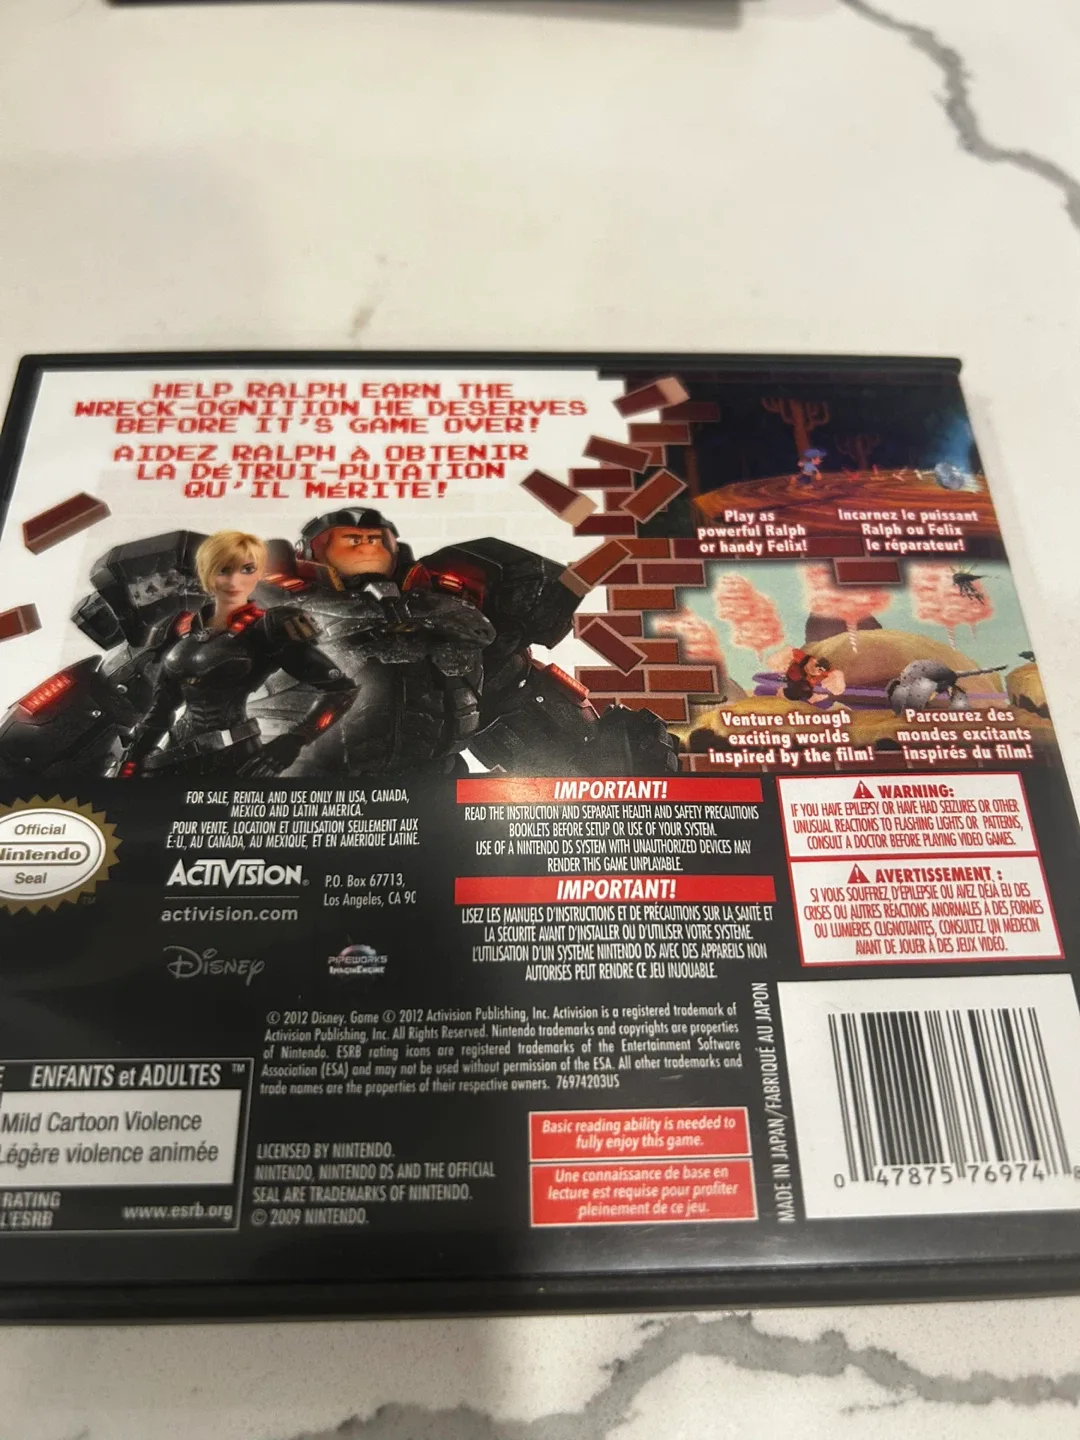 HELP RALPH EARN THE
WRECK-OGNITION HE DESERVES
BEFORE IT'S GAME OVER!
AIDEZ RALPH À OBTENIR
LA DÉTRUI-PUTATION
QU'IL MÉRITE!
Play as
powerful Ralph
or handy Felix!
Incarnez le puissant
Ralph ou Felix
le réparateur!
Venture through
exciting worlds
inspired by the film!
Parcourez des
mondes excitants
inspirés du film!
Official
Nintendo
Seal
TM
FOR SALE, RENTAL AND USE ONLY IN USA, CANADA,
MEXICO AND LATIN AMERICA.
POUR VENTE, LOCATION ET UTILISATION SEULEMENT AUX
É-U., AU CANADA, AU MEXIQUE, ET EN AMÉRIQUE LATINE.
ACTIVISION®
activision.com
P.O. Box 67713,
Los Angeles, CA 9C
Disney
PIPEWORKS
IMAGINENGINE
IMPORTANT!
READ THE INSTRUCTION AND SEPARATE HEALTH AND SAFETY PRECAUTIONS
BOOKLETS BEFORE SETUP OR USE OF YOUR SYSTEM.
USE OF A NINTENDO DS SYSTEM WITH UNAUTHORIZED DEVICES MAY
RENDER THIS GAME UNPLAYABLE.
IMPORTANT!
LISEZ LES MANUELS D'INSTRUCTIONS ET DE PRÉCAUTIONS SUR LA SANTÉ ET
LA SÉCURITÉ AVANT D'INSTALLER OU D'UTILISER VOTRE SYSTÈME.
L'UTILISATION D'UN SYSTÈME NINTENDO DS AVEC DES APPAREILS NON
AUTORISÉS PEUT RENDRE CE JEU INJOUABLE.
WARNING:
IF YOU HAVE EPILEPSY OR HAVE HAD SEIZURES OR OTHER
UNUSUAL REACTIONS TO FLASHING LIGHTS OR PATTERNS,
CONSULT A DOCTOR BEFORE PLAYING VIDEO GAMES.
AVERTISSEMENT :
SI VOUS SOUFFREZ D'ÉPILEPSIE OU AVEZ DÉJÀ EU DES
CRISES OU AUTRES RÉACTIONS ANORMALES À DES FORMES
OU LUMIÈRES CLIGNOTANTES, CONSULTEZ UN MÉDECIN
AVANT DE JOUER À DES JEUX VIDÉO.
© 2012 Disney. Game © 2012 Activision Publishing, Inc. Activision is a registered trademark of
Activision Publishing, Inc. All Rights Reserved. Nintendo trademarks and copyrights are properties
of Nintendo. ESRB rating icons are registered trademarks of the Entertainment Software
Association (ESA) and may not be used without permission of the ESA. All other trademarks and
trade names are the properties of their respective owners. 76974203US
E
ENFANTS et ADULTES ™
Mild Cartoon Violence
Légère violence animée
RATING
L'ESRB
www.esrb.org
LICENSED BY NINTENDO.
NINTENDO, NINTENDO DS AND THE OFFICIAL
SEAL ARE TRADEMARKS OF NINTENDO.
© 2009 NINTENDO.
Basic reading ability is needed to
fully enjoy this game.
Une connaissance de base en
lecture est requise pour profiter
pleinement de ce jeu.
MADE IN JAPAN/FABRIQUÉ AU JAPON
0 47875 76974 8